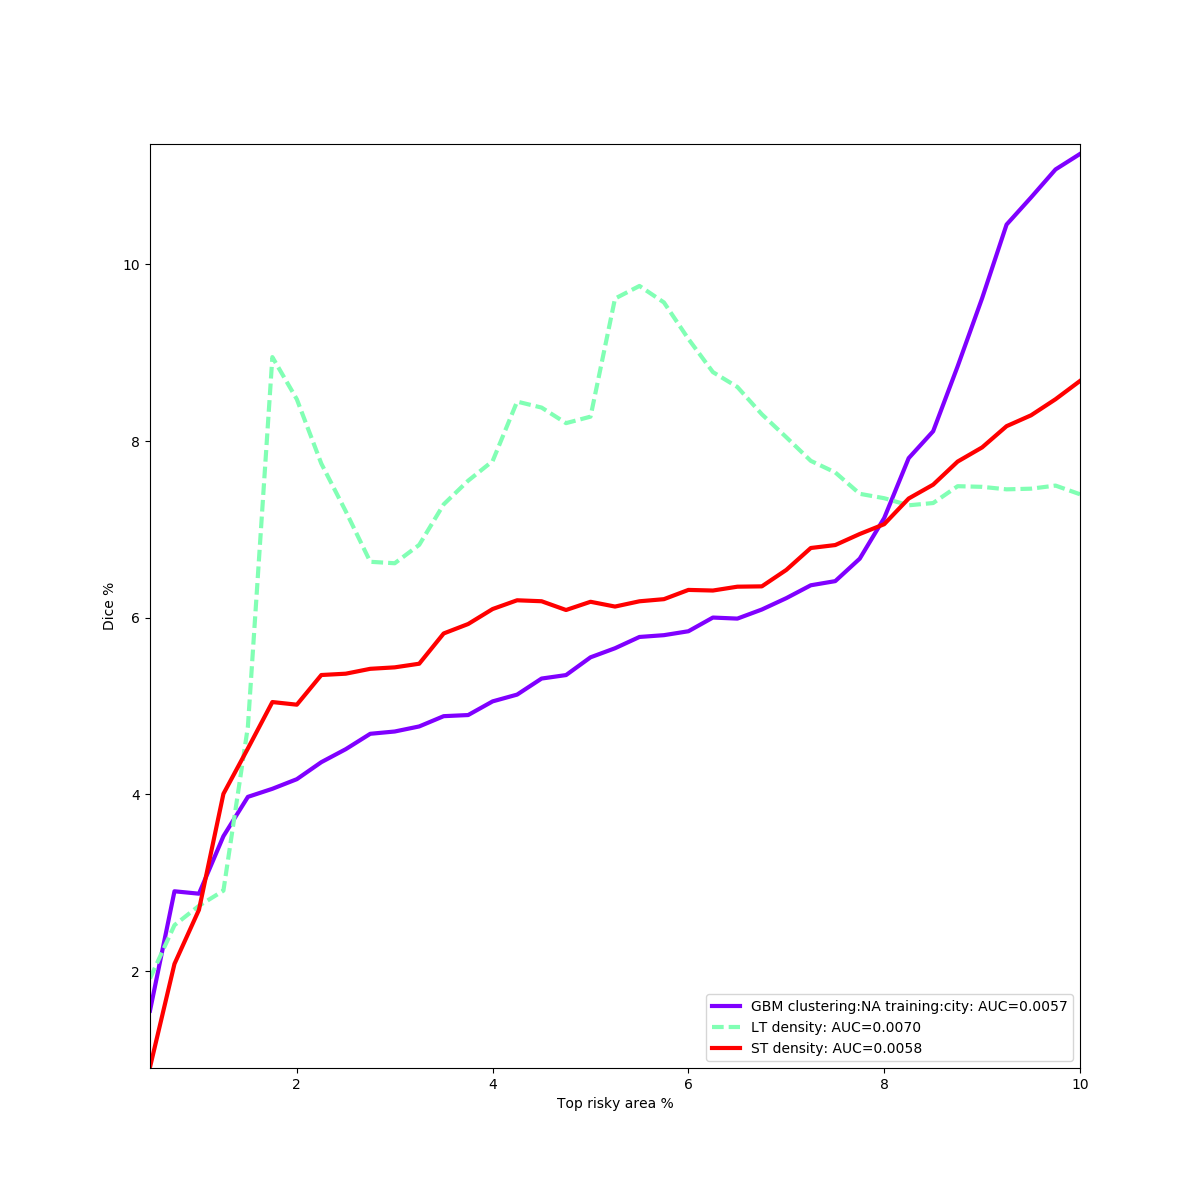 10
8
6
4
2
Dice %
2 4 6 8 10
Top risky area %
GBM clustering:NA training:city: AUC=0.0057
LT density: AUC=0.0070
ST density: AUC=0.0058